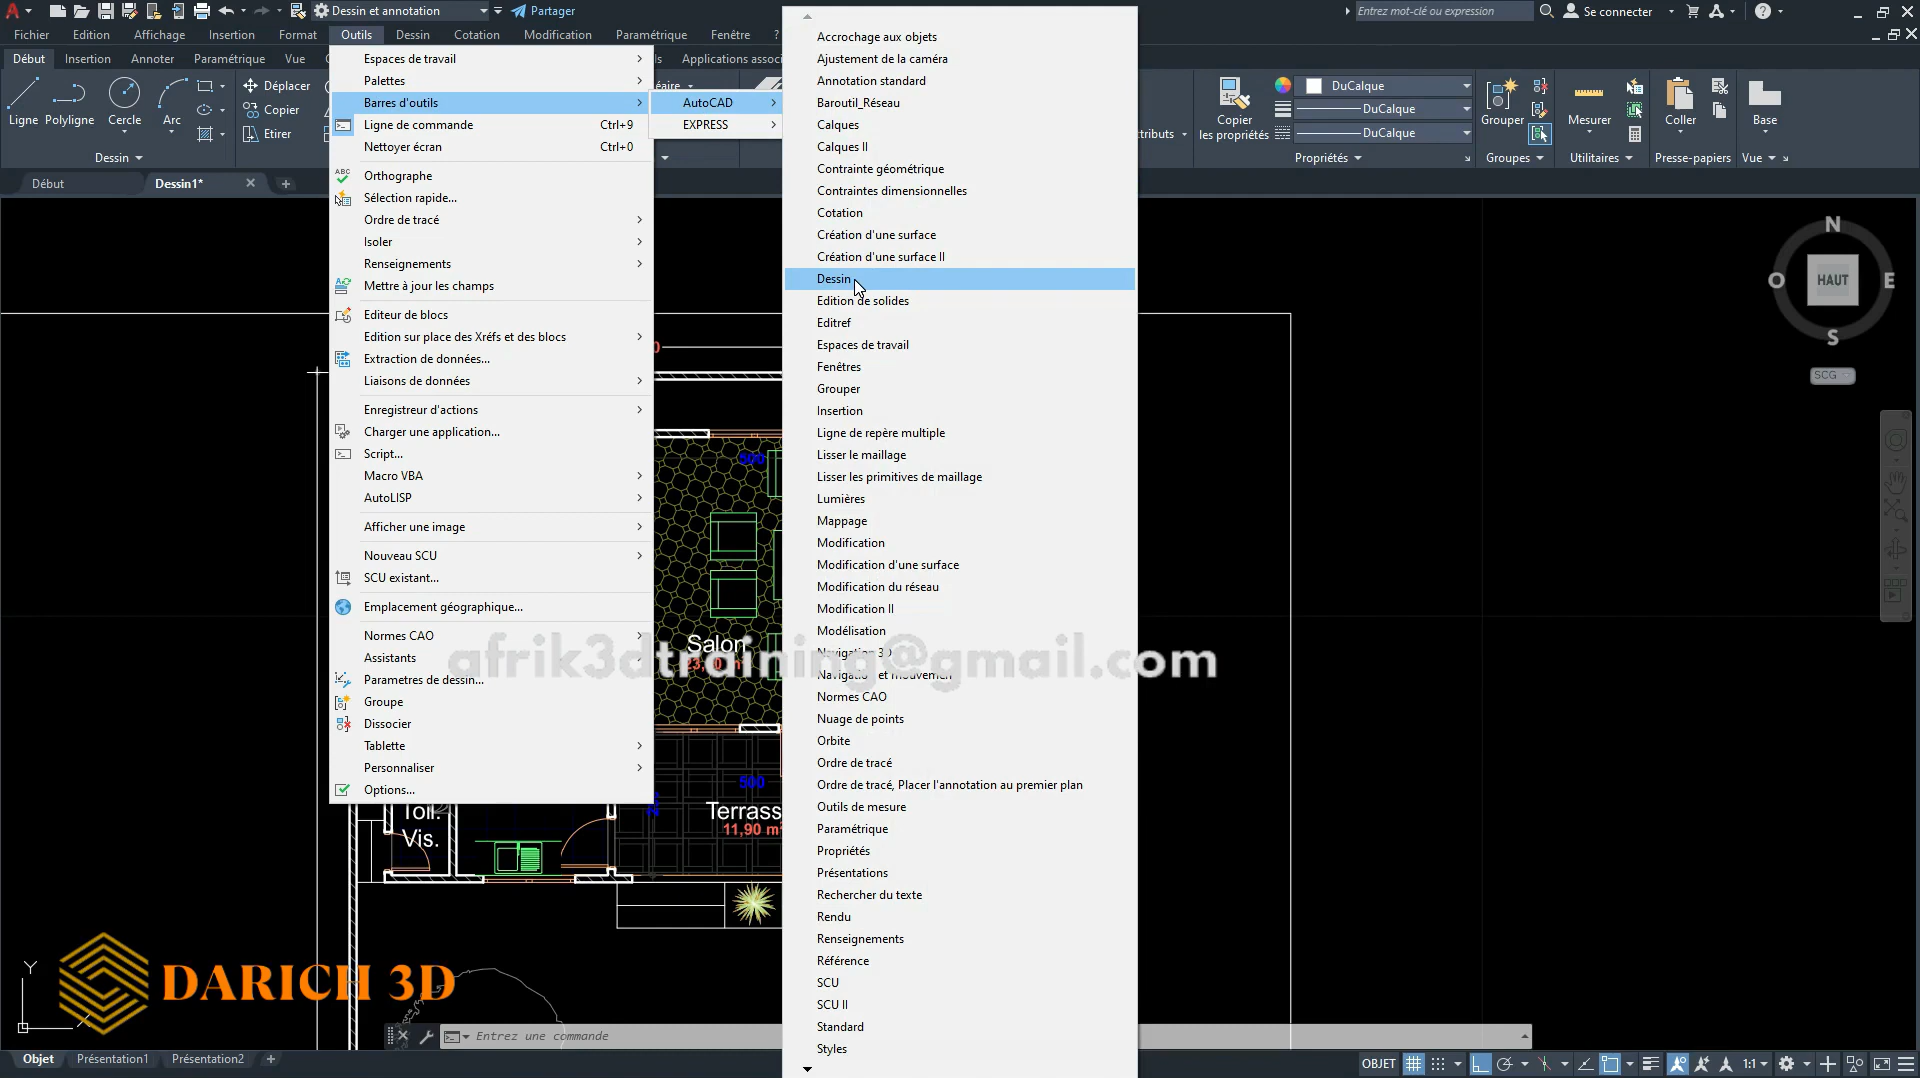 Dessin et annotation
Partager
Entrez mot-clé ou expression
Se connecter
Fichier Edition Affichage Insertion Format Outils Dessin Cotation Modification Paramétrique Fenêtre ?
Début Insertion Annoter Paramétrique Vue
Applications assoc
Ligne Polyligne Cercle Arc
Déplacer
Copier
Etirer
Dessin
Copier
les propriétés
DuCalque
DuCalque
DuCalque
Propriétés
Grouper
Groupes
Mesurer
Utilitaires
Coller
Presse-papiers
Base
Vue
Début
Dessin1*
Espaces de travail
Palettes
Barres d'outils
Ligne de commande Ctrl+9
Nettoyer écran Ctrl+0
Orthographe
Sélection rapide...
Ordre de tracé
Isoler
Renseignements
Mettre à jour les champs
Editeur de blocs
Edition sur place des Xréfs et des blocs
Extraction de données...
Liaisons de données
Enregistreur d'actions
Charger une application...
Script...
Macro VBA
AutoLISP
Afficher une image
Nouveau SCU
SCU existant...
Emplacement géographique...
Normes CAO
Assistants
Parametres de dessin...
Groupe
Dissocier
Tablette
Personnaliser
Options...
AutoCAD
EXPRESS
Accrochage aux objets
Ajustement de la caméra
Annotation standard
Baroutil_Réseau
Calques
Calques II
Contrainte géométrique
Contraintes dimensionnelles
Cotation
Création d'une surface
Création d'une surface II
Dessin
Edition de solides
Editref
Espaces de travail
Fenêtres
Grouper
Insertion
Ligne de repère multiple
Lisser le maillage
Lisser les primitives de maillage
Lumières
Mappage
Modification
Modification d'une surface
Modification du réseau
Modification II
Modélisation
Navigation 3D
Navigation et mouvement
Normes CAO
Nuage de points
Orbite
Ordre de tracé
Ordre de tracé, Placer l'annotation au premier plan
Outils de mesure
Paramétrique
Propriétés
Présentations
Rechercher du texte
Rendu
Renseignements
Référence
SCU
SCU II
Standard
Styles
N
O HAUT E
S
SCG
500
Salon
afrik3dtraining@gmail.com
500
Terrass
11,90 m²
Toil.
Vis.
DARICH 3D
Y
X
Entrez une commande
Objet Présentation1 Présentation2
OBJET
1:1